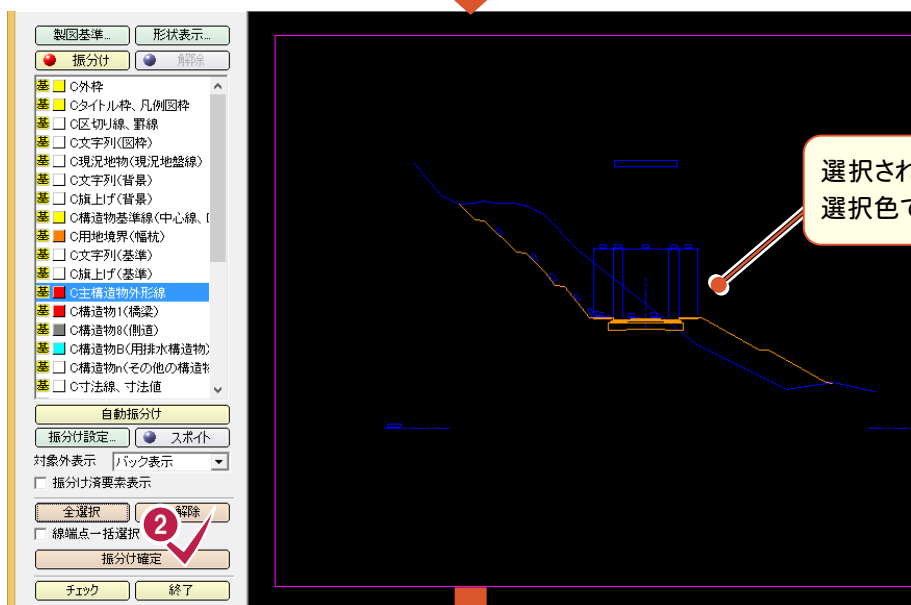 製図基準... 形状表示...
振分け 解除
基 C外枠
基 Cタイトル枠、凡例図枠
基 C区切り線、罫線
基 C文字列(図枠)
基 C現況地物(現況地盤線)
基 C文字列(背景)
基 C旗上げ(背景)
基 C構造物基準線(中心線、
基 C用地境界(幅杭)
基 C文字列(基準)
基 C旗上げ(基準)
基 C主構造物外形線
基 C構造物1(橋梁)
基 C構造物8(側道)
基 C構造物B(用排水構造物)
基 C構造物n(その他の構造物
基 C寸法線、寸法値
自動振分け
振分け設定... スポイト
対象外表示 バック表示
振分け済要素表示
全選択 解除
線端点一括選択
2
振分け確定
チェック 終了
選択され
選択色で